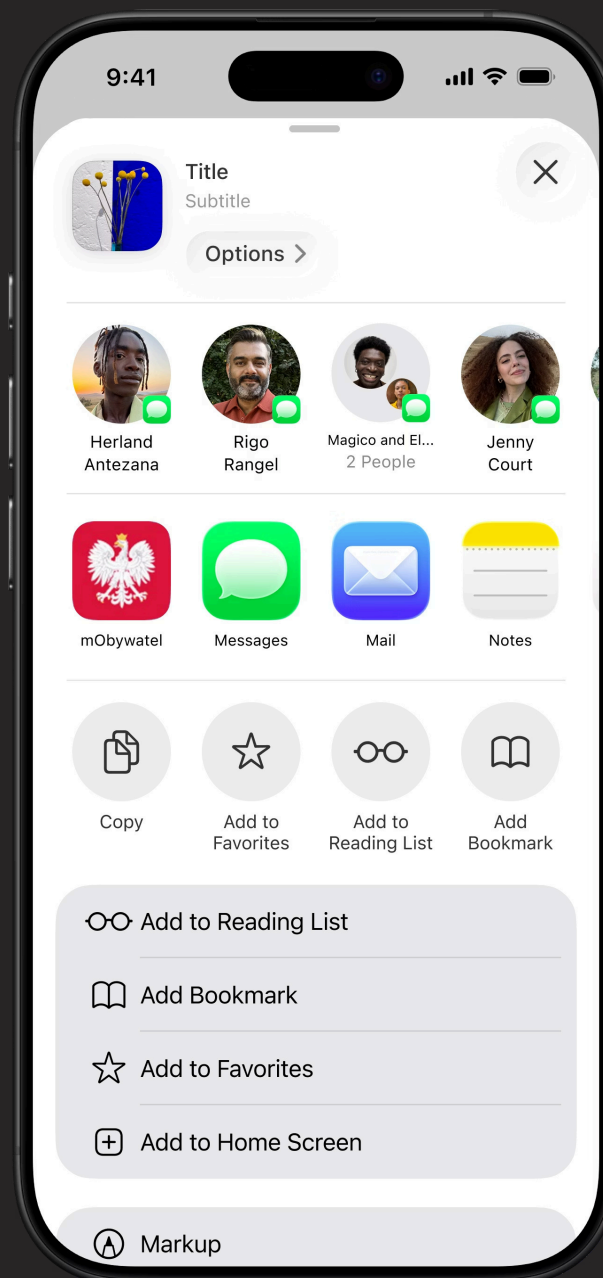 9:41
Title
Subtitle
Options
Herland
Antezana
Rigo
Rangel
Magico and El...
2 People
Jenny
Court
mObywatel
Messages
Mail
Notes
Copy
Add to
Favorites
Add to
Reading List
Add
Bookmark
Add to Reading List
Add Bookmark
Add to Favorites
Add to Home Screen
Markup